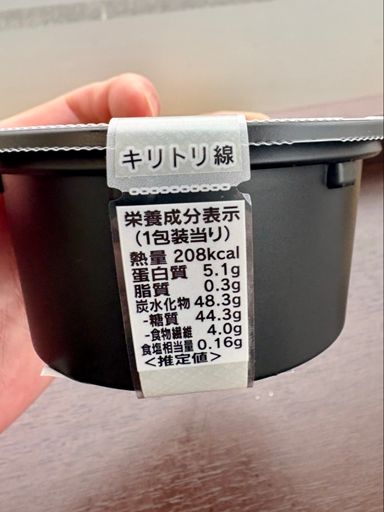 キリトリ線
栄養成分表示
(1包装当り)
熱量 208kcal
蛋白質 5.1g
脂質 0.3g
炭水化物 48.3g
-糖質 44.3g
-食物繊維 4.0g
食塩相当量 0.16g
<推定値>